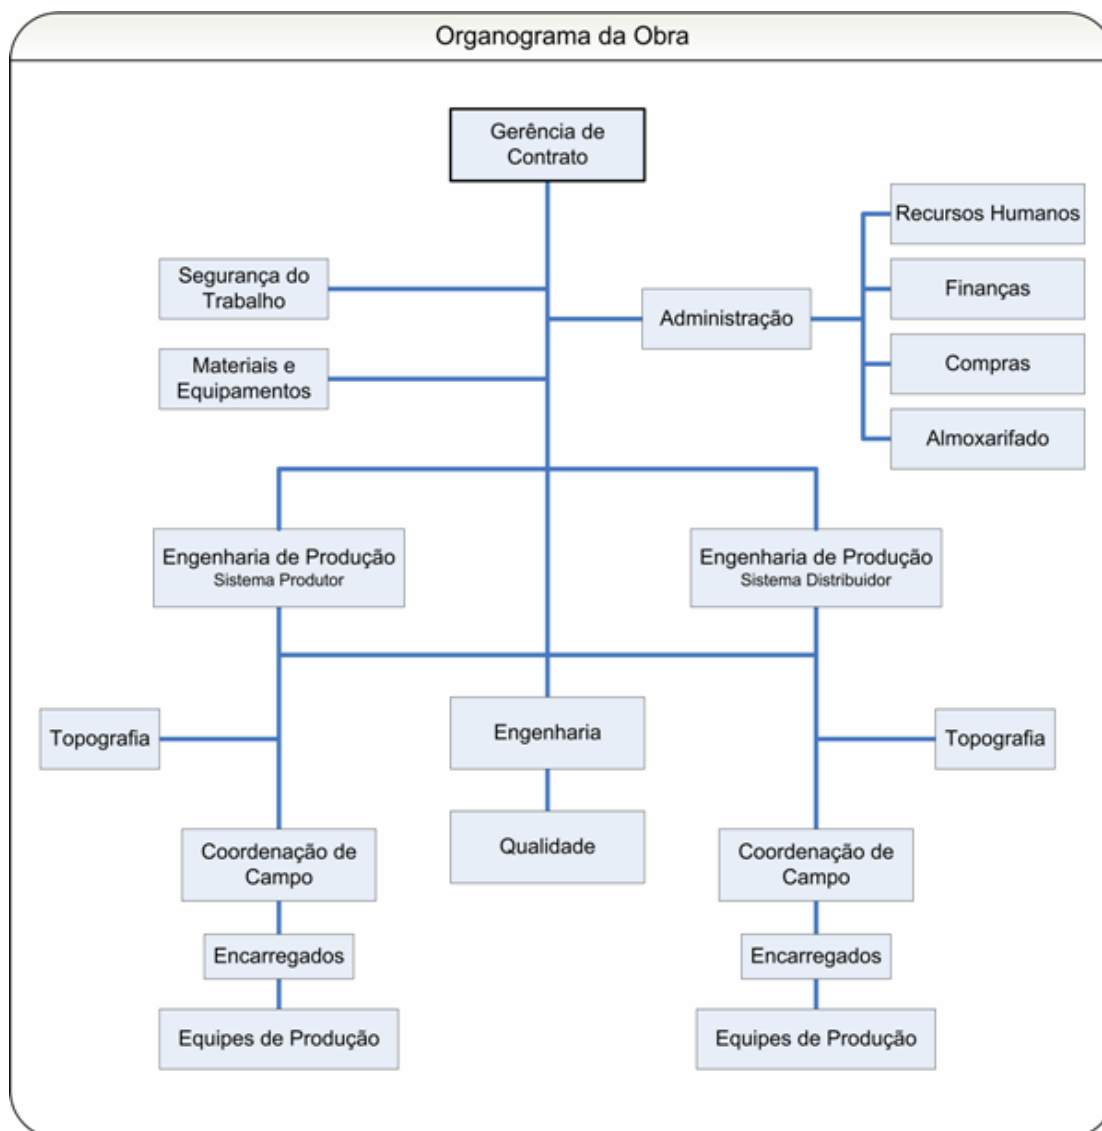 Organograma da Obra
Gerência de
Contrato
Recursos Humanos
Segurança do
Trabalho
Finanças
Administração
Materiais e
Equipamentos
Compras
Almoxarifado
Engenharia de Produção
Sistema Produtor
Engenharia de Produção
Sistema Distribuidor
Topografia
Engenharia
Topografia
Coordenação de
Campo
Qualidade
Coordenação de
Campo
Encarregados
Encarregados
Equipes de Produção
Equipes de Produção